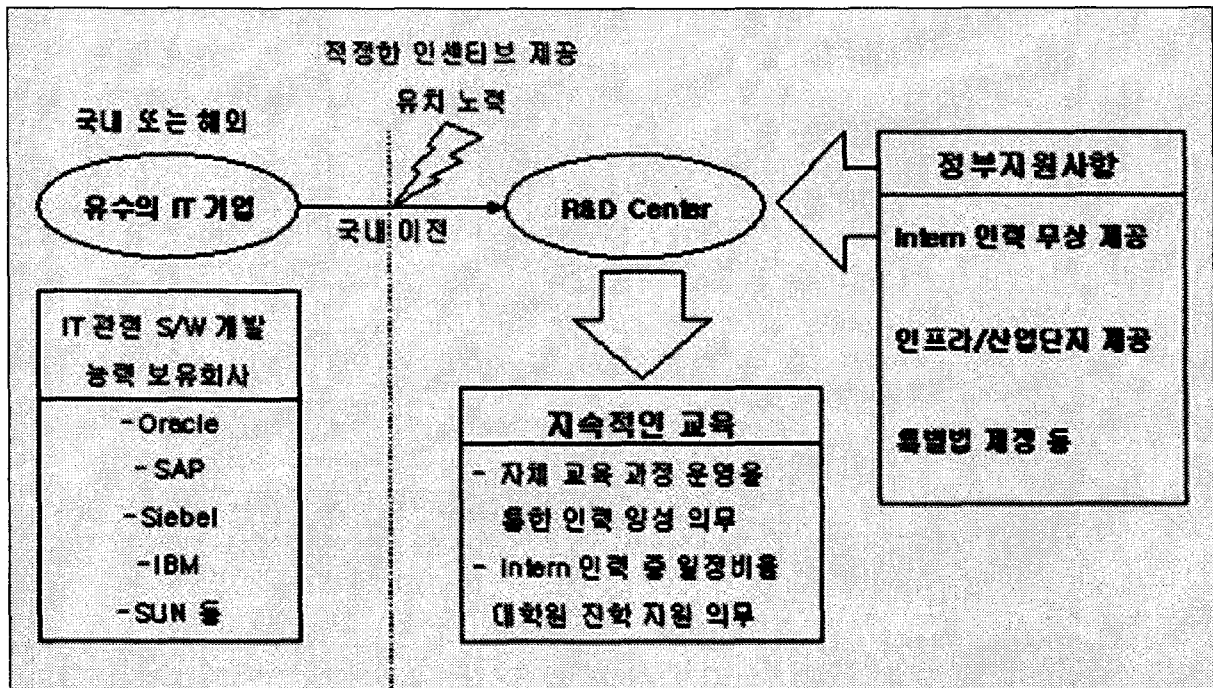 적정한 인센티브 제공
유치 노력
국내 또는 해외
유수의 IT 기업
국내 이전
R&D Center
IT 관련 S/W 개발
능력 보유회사
-Oracle
-SAP
-Siebel
-IBM
-SUN 등
지속적인 교육
- 자체 교육 과정 운영을
통한 인력 양성 의무
- Intern 인력 중 일정비율
대학원 진학 지원 의무
정부지원사항
Intern 인력 무상 제공
인프라/산업단지 제공
특별법 제정 등